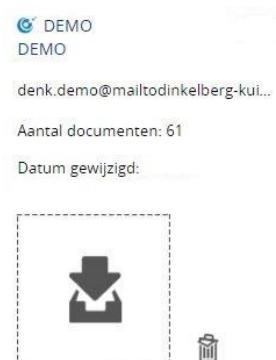 DEMO
DEMO
denk.demo@mailtodinkelberg-kui...
Aantal documenten: 61
Datum gewijzigd: